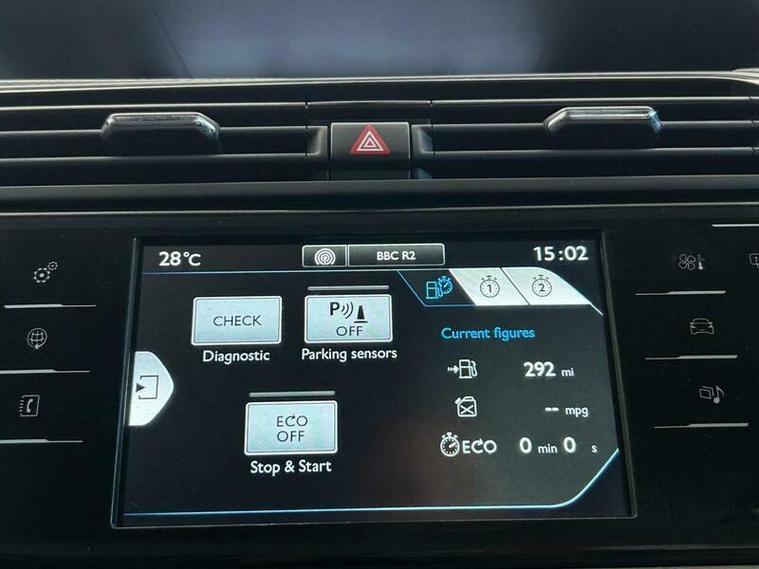 28°C
BBC R2
15:02
1
2
CHECK
Diagnostic
P
OFF
Parking sensors
Current figures
292 mi
-- mpg
ECO
OFF
Stop & Start
ECO 0 min 0 s